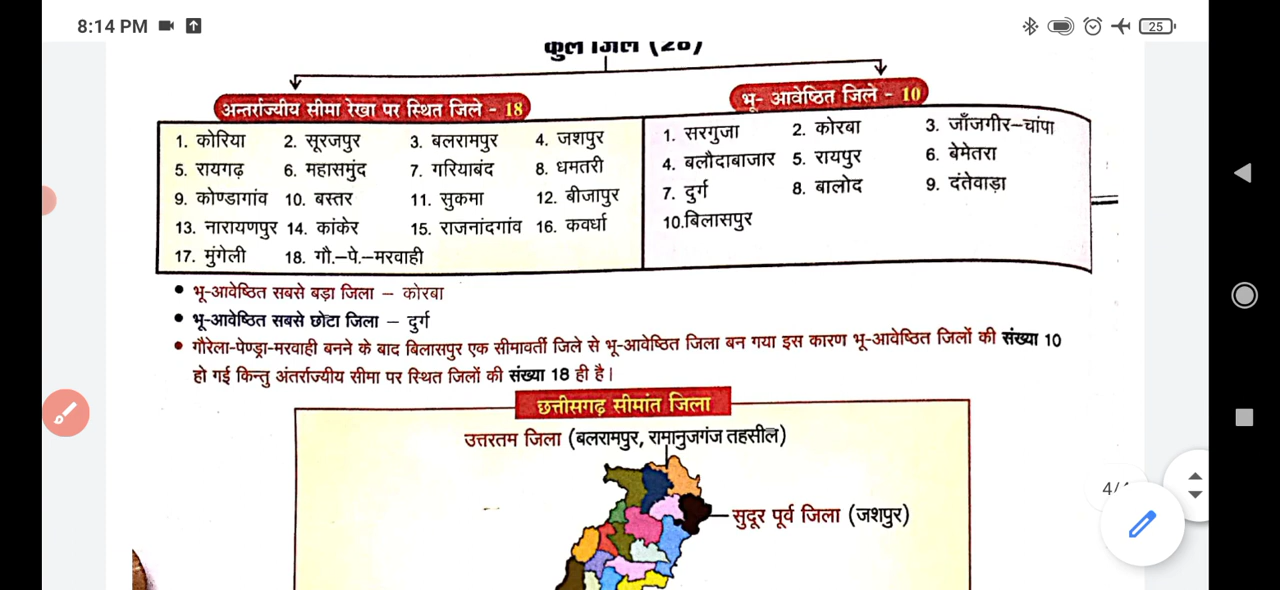 8:14 PM
25
कुल जिले (28)
अन्तर्राज्यीय सीमा रेखा पर स्थित जिले - 18
भू- आवेष्ठित जिले - 10
1. कोरिया 2. सूरजपुर 3. बलरामपुर 4. जशपुर
5. रायगढ़ 6. महासमुंद 7. गरियाबंद 8. धमतरी
9. कोण्डागांव 10. बस्तर 11. सुकमा 12. बीजापुर
13. नारायणपुर 14. कांकेर 15. राजनांदगांव 16. कवर्धा
17. मुंगेली 18. गौ.–पे.–मरवाही
1. सरगुजा 2. कोरबा 3. जाँजगीर–चांपा
4. बलौदाबाजार 5. रायपुर 6. बेमेतरा
7. दुर्ग 8. बालोद 9. दंतेवाड़ा
10.बिलासपुर
• भू-आवेष्ठित सबसे बड़ा जिला – कोरबा
• भू-आवेष्ठित सबसे छोटा जिला – दुर्ग
• गौरेला-पेण्ड्रा-मरवाही बनने के बाद बिलासपुर एक सीमावर्ती जिले से भू-आवेष्ठित जिला बन गया इस कारण भू-आवेष्ठित जिलों की संख्या 10
हो गई किन्तु अंतर्राज्यीय सीमा पर स्थित जिलों की संख्या 18 ही है।
छत्तीसगढ़ सीमांत जिला
उत्तरतम जिला (बलरामपुर, रामानुजगंज तहसील)
सुदूर पूर्व जिला (जशपुर)